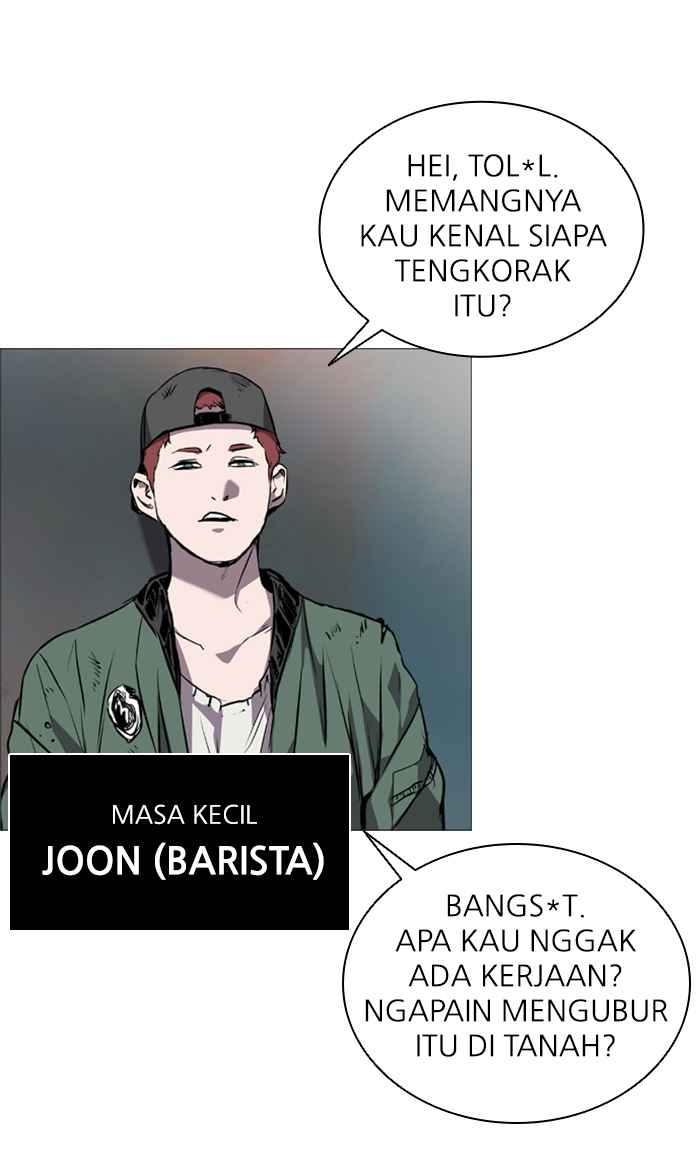 HEI, TOL*L.
MEMANGNYA
KAU KENAL SIAPA
TENGKORAK
ITU?
MASA KECIL
JOON (BARISTA)
BANGS*T.
APA KAU NGGAK
ADA KERJAAN?
NGAPAIN MENGUBUR
ITU DI TANAH?